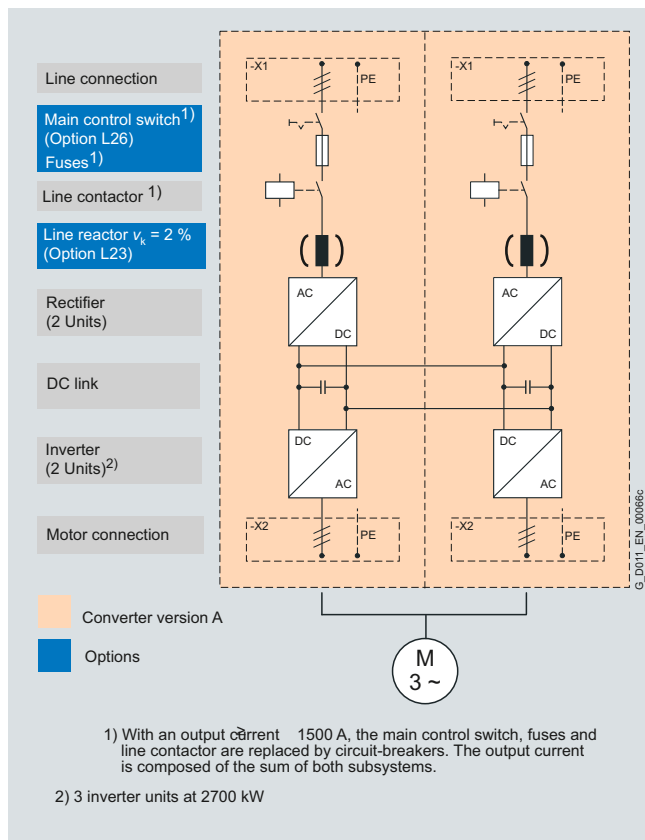 Line connection
Main control switch1)
(Option L26)
Fuses1)
Line contactor 1)
Line reactor vk = 2 %
(Option L23)
Rectifier
(2 Units)
DC link
Inverter
(2 Units)2)
Motor connection
-X1
PE
-X1
PE
AC
DC
AC
DC
DC
AC
DC
AC
-X2
PE
-X2
PE
G_D011_EN_00066c
Converter version A
Options
M
3 ~
1) With an output current ≥ 1500 A, the main control switch, fuses and
line contactor are replaced by circuit-breakers. The output current
is composed of the sum of both subsystems.
2) 3 inverter units at 2700 kW